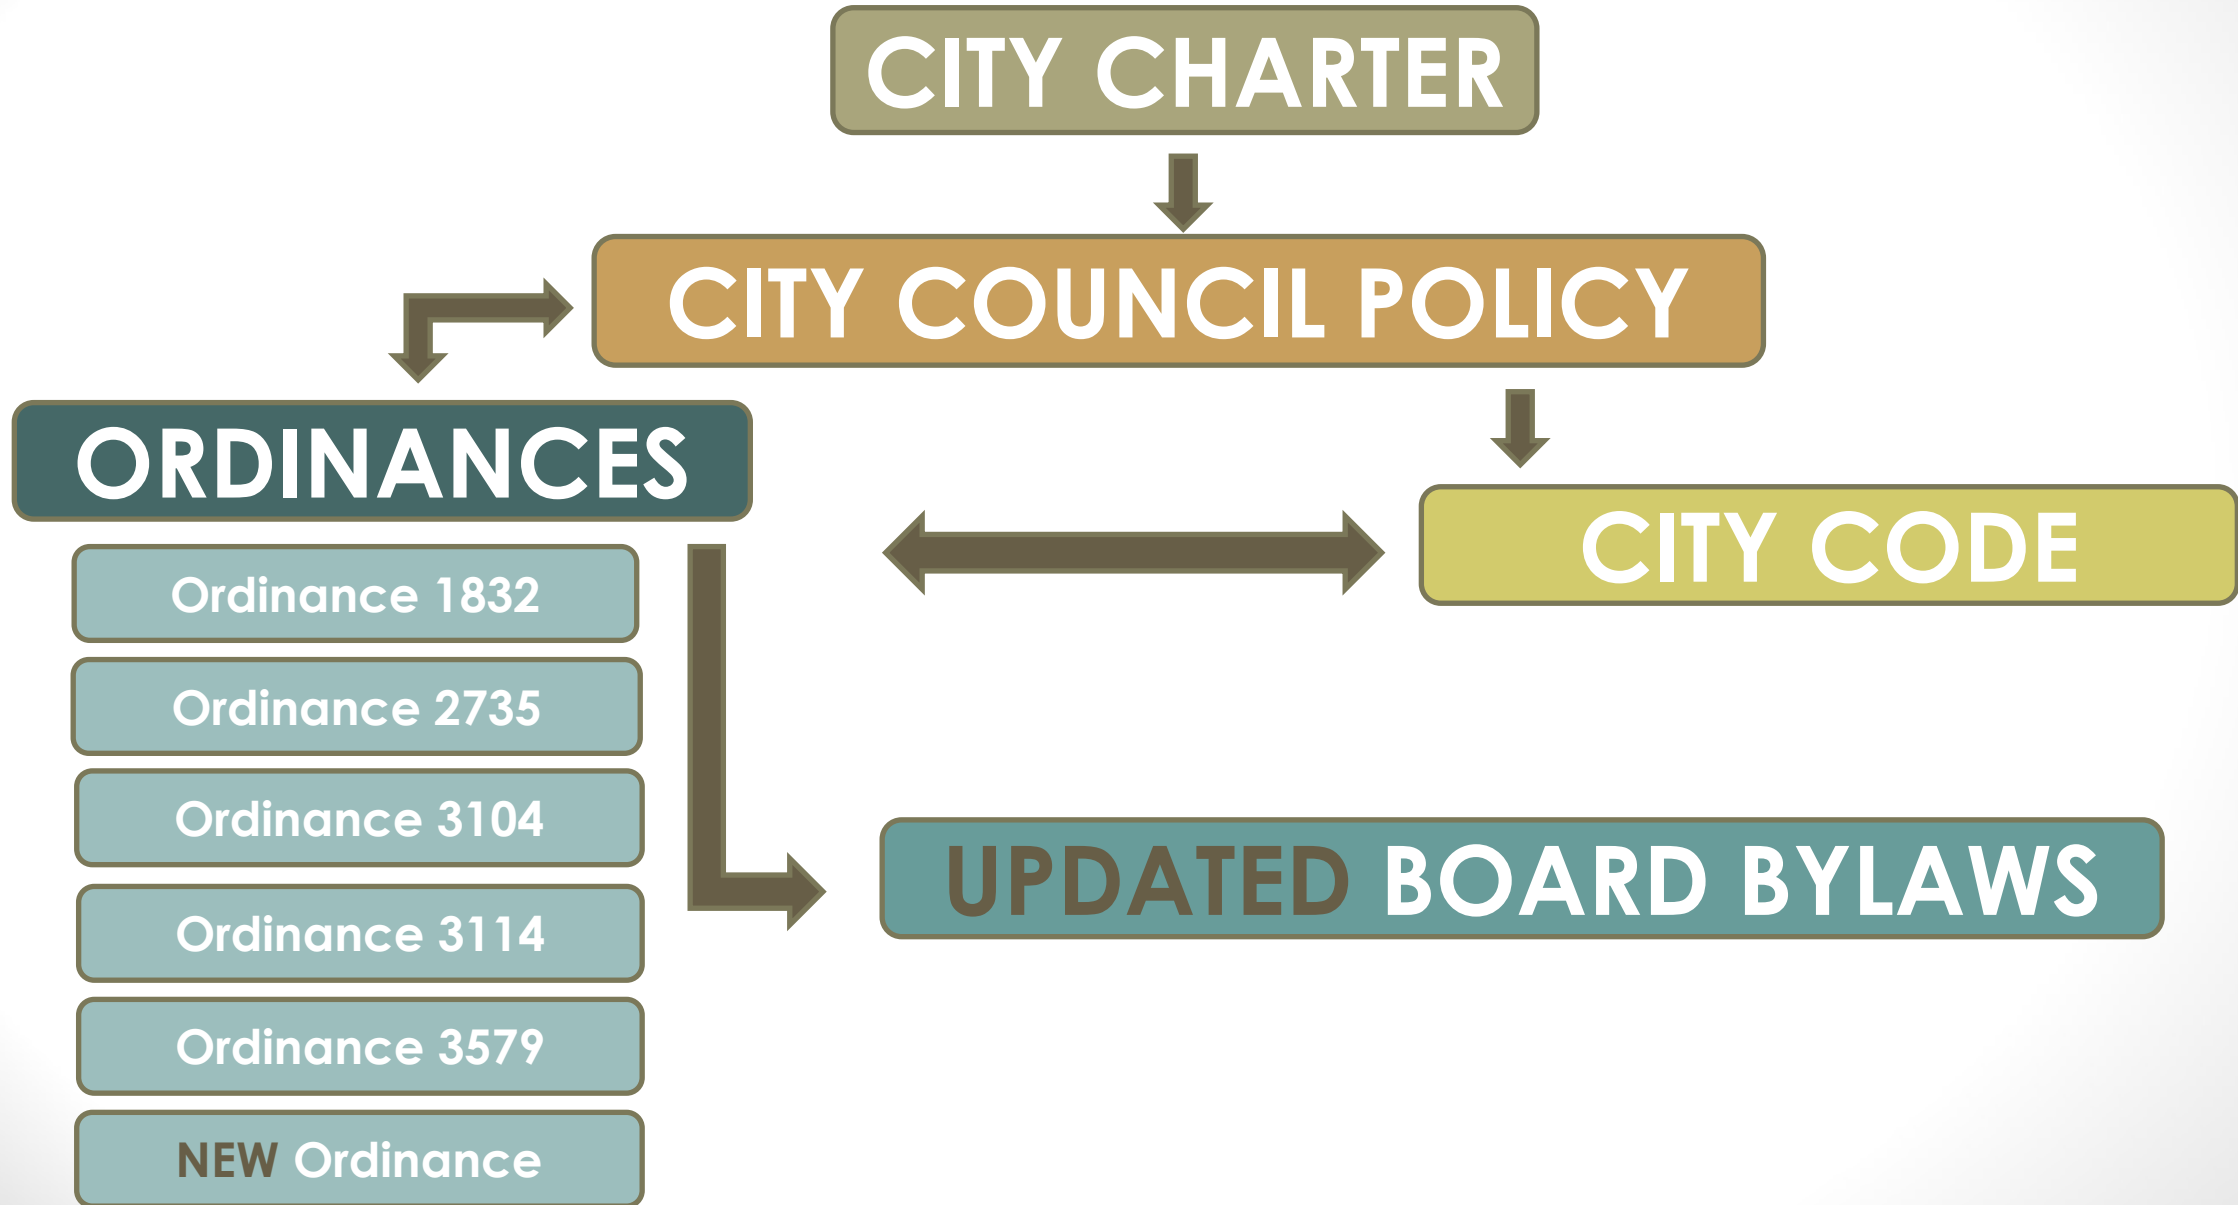 CITY CHARTER
CITY COUNCIL POLICY
ORDINANCES
CITY CODE
Ordinance 1832
Ordinance 2735
Ordinance 3104
Ordinance 3114
Ordinance 3579
NEW Ordinance
UPDATED BOARD BYLAWS